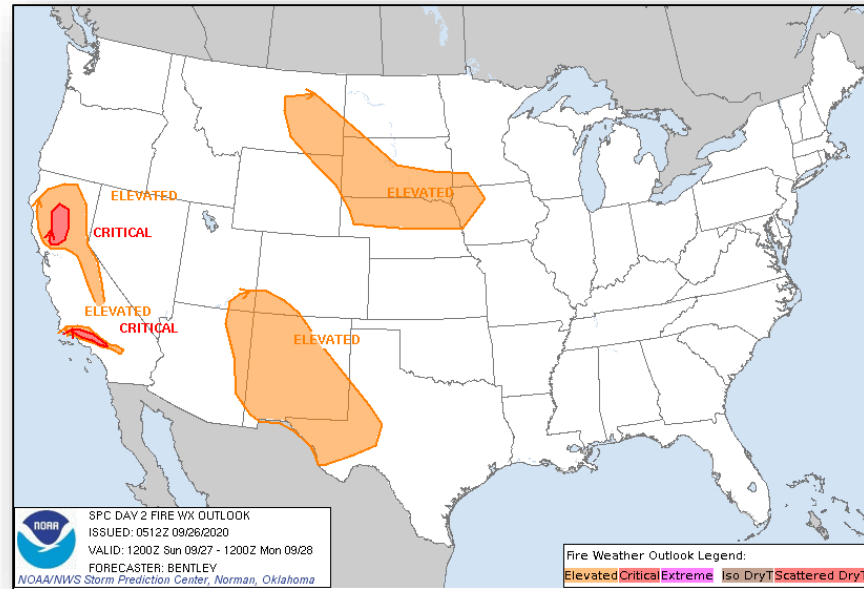 ELEVATED
ELEVATED
CRITICAL
ELEVATED
CRITICAL
ELEVATED
NOAA
SPC DAY 2 FIRE WX OUTLOOK
ISSUED: 0512Z 09/26/2020
VALID: 1200Z Sun 09/27 - 1200Z Mon 09/28
FORECASTER: BENTLEY
NOAA/NWS Storm Prediction Center, Norman, Oklahoma
Fire Weather Outlook Legend:
Elevated Critical Extreme Iso DryT Scattered DryT